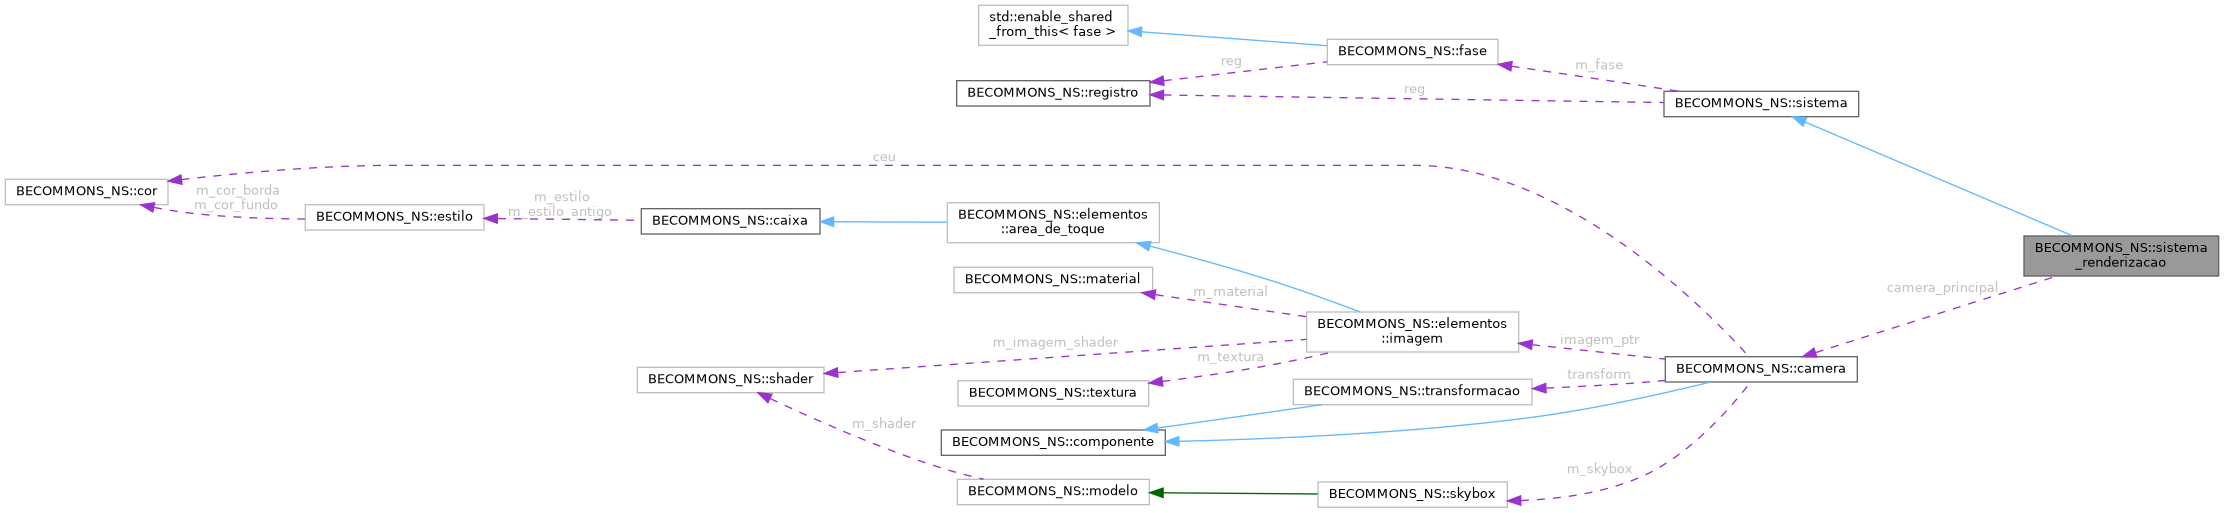 std::enable_shared
_from_this< fase >
BECOMMONS_NS::fase
reg
m_fase
BECOMMONS_NS::registro
reg
BECOMMONS_NS::sistema
ceu
BECOMMONS_NS::cor
m_cor_borda
m_cor_fundo
BECOMMONS_NS::estilo
m_estilo
m_estilo_antigo
BECOMMONS_NS::caixa
BECOMMONS_NS::elementos
::area_de_toque
BECOMMONS_NS::sistema
_renderizacao
BECOMMONS_NS::material
m_material
camera_principal
BECOMMONS_NS::elementos
::imagem
m_imagem_shader
imagem_ptr
m_textura
BECOMMONS_NS::shader
BECOMMONS_NS::textura
BECOMMONS_NS::transformacao
transform
BECOMMONS_NS::camera
m_shader
BECOMMONS_NS::componente
m_skybox
BECOMMONS_NS::modelo
BECOMMONS_NS::skybox